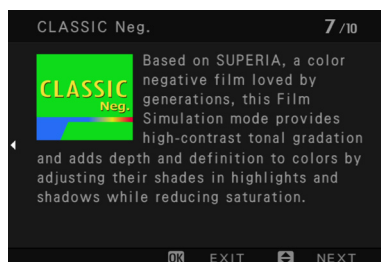 CLASSIC Neg.
7/10
CLASSIC
Neg.
Based on SUPERIA, a color
negative film loved by
generations, this Film
Simulation mode provides
high-contrast tonal gradation
and adds depth and definition to colors by
adjusting their shades in highlights and
shadows while reducing saturation.
OK EXIT NEXT